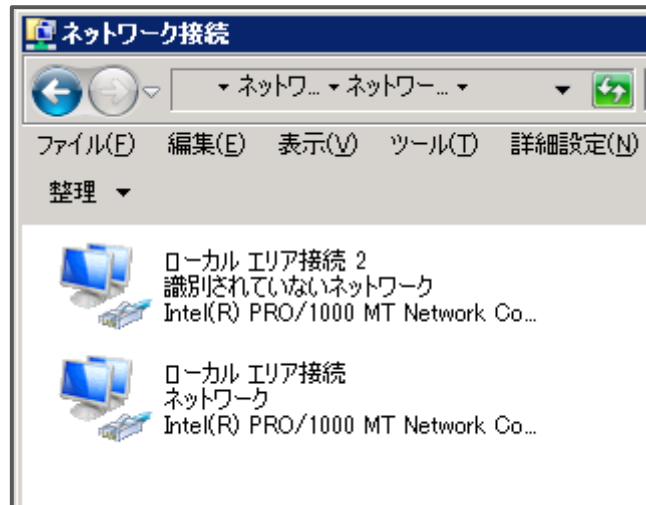 ネットワーク接続
ネットワ... ネットワー...
ファイル(F) 編集(E) 表示(V) ツール(T) 詳細設定(N)
整理
ローカル エリア接続 2
識別されていないネットワーク
Intel(R) PRO/1000 MT Network Co...
ローカル エリア接続
ネットワーク
Intel(R) PRO/1000 MT Network Co...